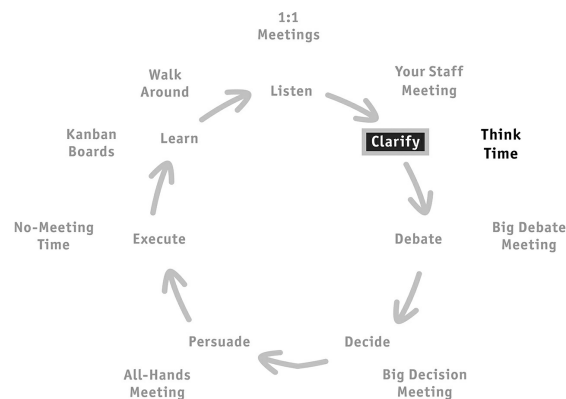 1:1
Meetings
Walk
Around
Listen
Your Staff
Meeting
Kanban
Boards
Learn
Clarify
Think
Time
No-Meeting
Time
Execute
Debate
Big Debate
Meeting
Persuade
Decide
All-Hands
Meeting
Big Decision
Meeting